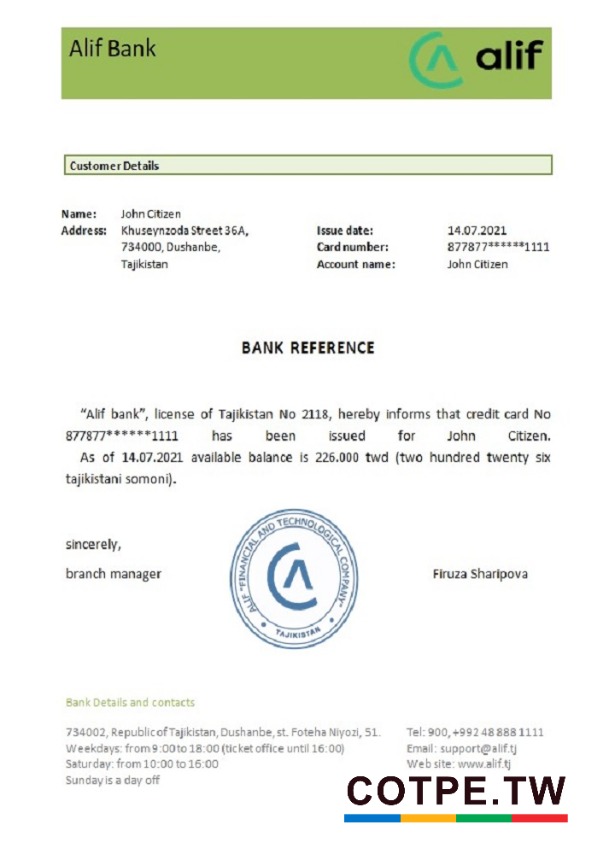 Alif Bank
alif
Customer Details
Name: John Citizen
Address: Khuseynzoda Street 36A, Issue date: 14.07.2021
734000, Dushanbe, Card number: 877877******1111
Tajikistan Account name: John Citizen
BANK REFERENCE
“Alif bank”, license of Tajikistan No 2118, hereby informs that credit card No
877877******1111 has been issued for John Citizen.
As of 14.07.2021 available balance is 226.000 twd (two hundred twenty six
tajikistani somoni).
sincerely,
branch manager Firuza Sharipova
ALIF "FINANCIAL AND TECHNOLOGICAL COMPANY"
TAJIKISTAN
Bank Details and contacts
734002, Republic of Tajikistan, Dushanbe, st. Foteha Niyozi, 51. Tel: 900, +992 48 888 1111
Weekdays: from 9:00 to 18:00 (ticket office until 16:00) Email: support@alif.tj
Saturday: from 10:00 to 16:00 Web site: www.alif.tj
Sunday is a day off
COTPE.TW